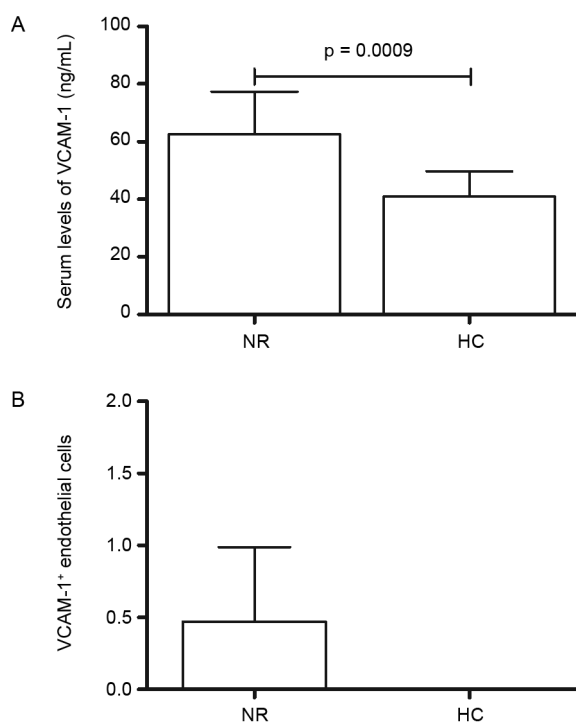 A
Serum levels of VCAM-1 (ng/mL)
100
80
60
40
20
0
p = 0.0009
NR
HC
B
VCAM-1⁺ endothelial cells
2.0
1.5
1.0
0.5
0.0
NR
HC